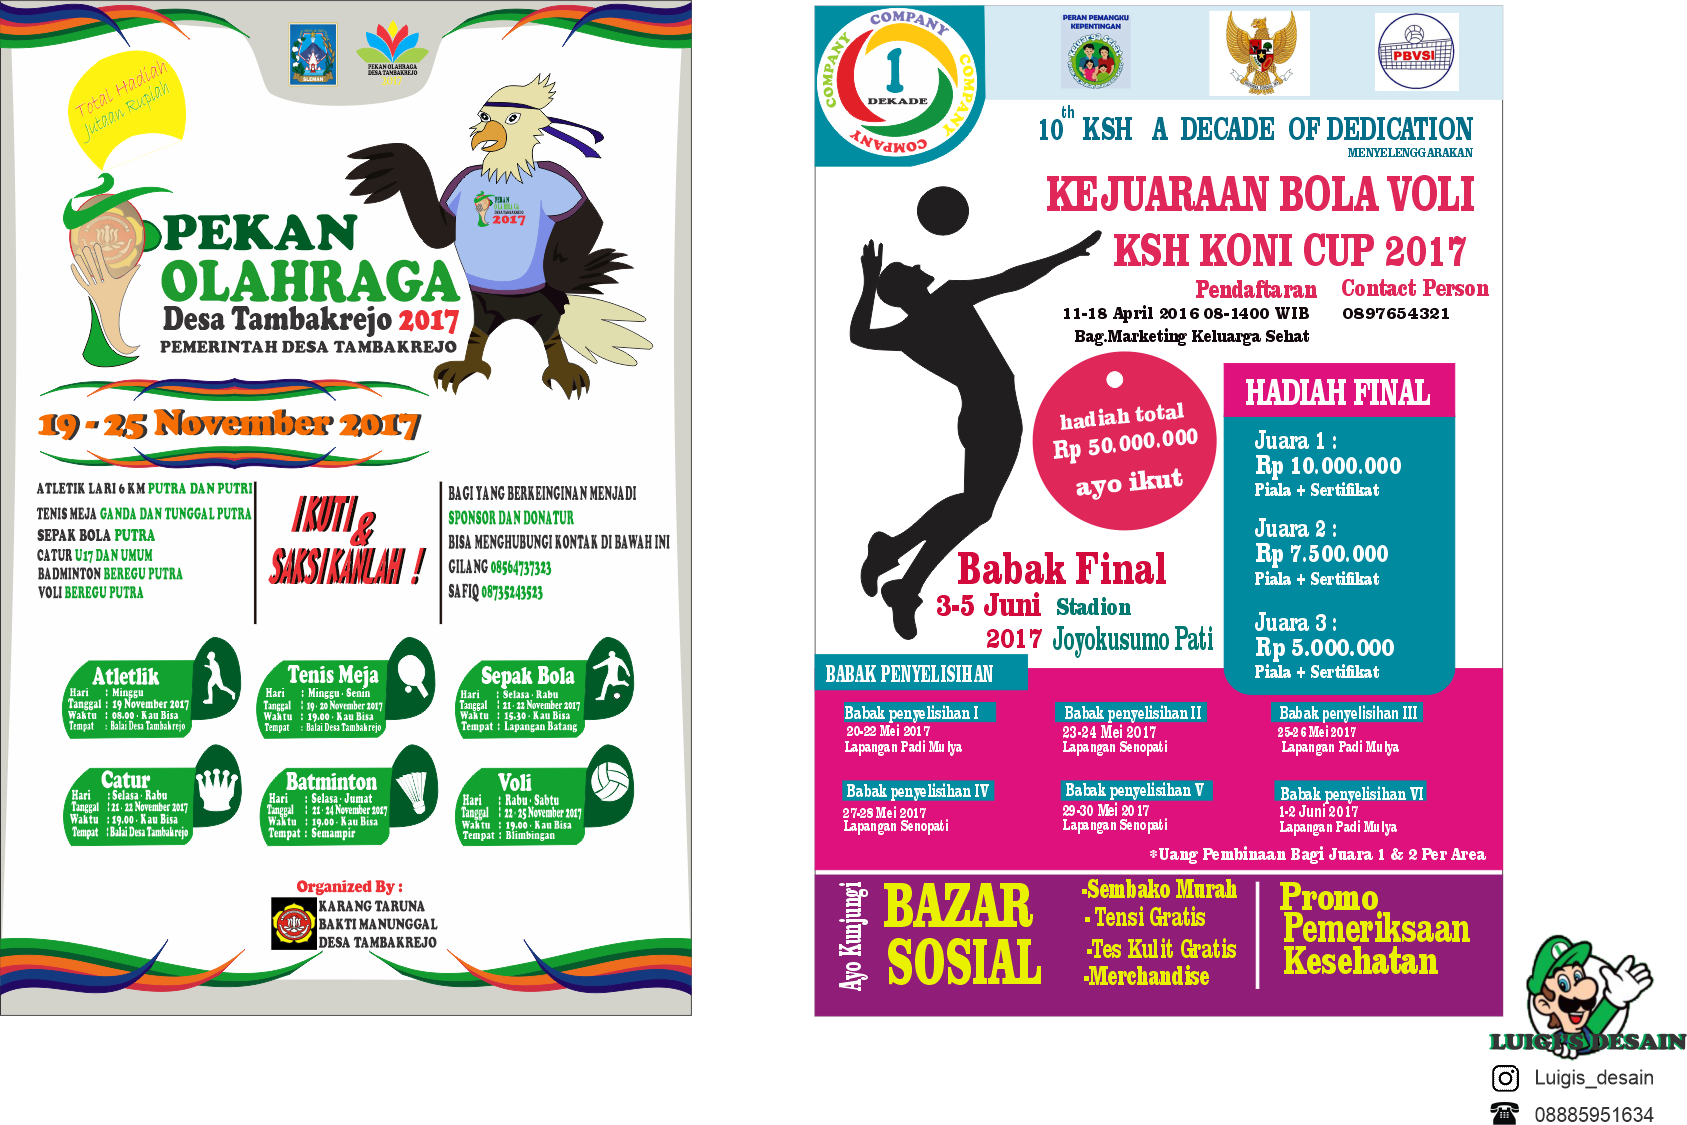 SLEMAN
PEKAN OLAHRAGA
DESA TAMBAKREJO
2017
Total Hadiah
Jutaan Rupiah
PEKAN
OLAHRAGA
DESA TAMBAKREJO
2017
PEKAN
OLAHRAGA
Desa Tambakrejo 2017
PEMERINTAH DESA TAMBAKREJO
19 - 25 November 2017
ATLETIK LARI 6 KM PUTRA DAN PUTRI
TENIS MEJA GANDA DAN TUNGGAL PUTRA
SEPAK BOLA PUTRA
CATUR U17 DAN UMUM
BADMINTON BEREGU PUTRA
VOLI BEREGU PUTRA
IKUTI
&
SAKSIKANLAH !
BAGI YANG BERKEINGINAN MENJADI
SPONSOR DAN DONATUR
BISA MENGHUBUNGI KONTAK DI BAWAH INI
GILANG 08564737323
SAFIQ 08735243523
Atletlik
Hari : Minggu
Tanggal : 19 November 2017
Waktu : 08.00 - Kau Bisa
Tempat : Balai Desa Tambakrejo
Tenis Meja
Hari : Minggu - Senin
Tanggal : 19 - 20 November 2017
Waktu : 19.00 - Kau Bisa
Tempat : Balai Desa Tambakrejo
Sepak Bola
Hari : Selasa - Rabu
Tanggal : 21 - 22 November 2017
Waktu : 15.30 - Kau Bisa
Tempat : Lapangan Batang
Catur
Hari : Selasa - Rabu
Tanggal : 21 - 22 November 2017
Waktu : 19.00 - Kau Bisa
Tempat : Balai Desa Tambakrejo
Batminton
Hari : Selasa - Jumat
Tanggal : 21 - 24 November 2017
Waktu : 19.00 - Kau Bisa
Tempat : Semampir
Voli
Hari : Rabu - Sabtu
Tanggal : 22 - 25 November 2017
Waktu : 19.00 - Kau Bisa
Tempat : Blimbingan
Organized By :
KARANG TARUNA
BAKTI MANUNGGAL
DESA TAMBAKREJO
COMPANY
COMPANY
COMPANY
COMPANY
1
DEKADE
PERAN PEMANGKU
KEPENTINGAN
PBVSI
10th KSH A DECADE OF DEDICATION
MENYELENGGARAKAN
KEJUARAAN BOLA VOLI
KSH KONI CUP 2017
Pendaftaran
11-18 April 2016 08-1400 WIB
Bag.Marketing Keluarga Sehat
Contact Person
0897654321
hadiah total
Rp 50.000.000
ayo ikut
HADIAH FINAL
Juara 1 :
Rp 10.000.000
Piala + Sertifikat
Juara 2 :
Rp 7.500.000
Piala + Sertifikat
Juara 3 :
Rp 5.000.000
Piala + Sertifikat
Babak Final
3-5 Juni Stadion
2017 Joyokusumo Pati
BABAK PENYELISIHAN
Babak penyelisihan I
20-22 Mei 2017
Lapangan Padi Mulya
Babak penyelisihan II
23-24 Mei 2017
Lapangan Senopati
Babak penyelisihan III
25-26 Mei 2017
Lapangan Padi Mulya
Babak penyelisihan IV
27-28 Mei 2017
Lapangan Senopati
Babak penyelisihan V
29-30 Mei 2017
Lapangan Senopati
Babak penyelisihan VI
1-2 Juni 2017
Lapangan Padi Mulya
*Uang Pembinaan Bagi Juara 1 & 2 Per Area
Ayo Kunjungi
BAZAR
SOSIAL
-Sembako Murah
- Tensi Gratis
-Tes Kulit Gratis
-Merchandise
Promo
Pemeriksaan
Kesehatan
LUIGI'S DESAIN
Luigis_desain
08885951634